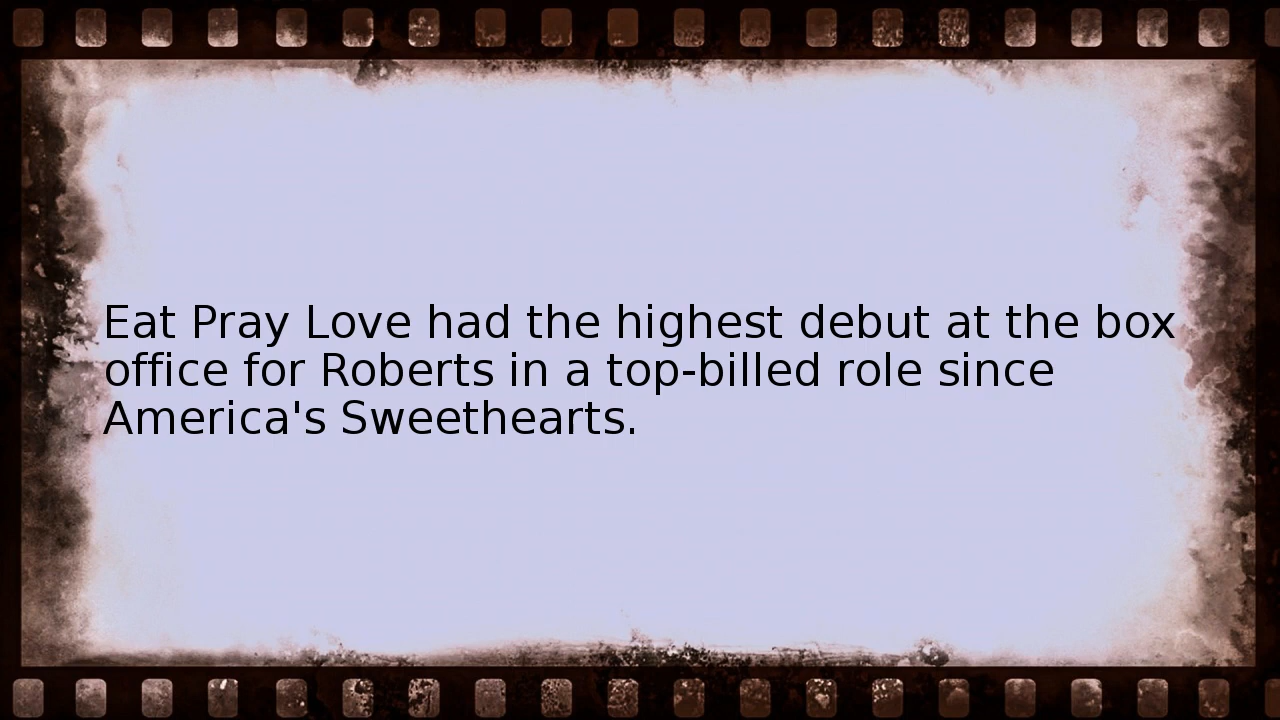 Eat Pray Love had the highest debut at the box
office for Roberts in a top-billed role since
America's Sweethearts.